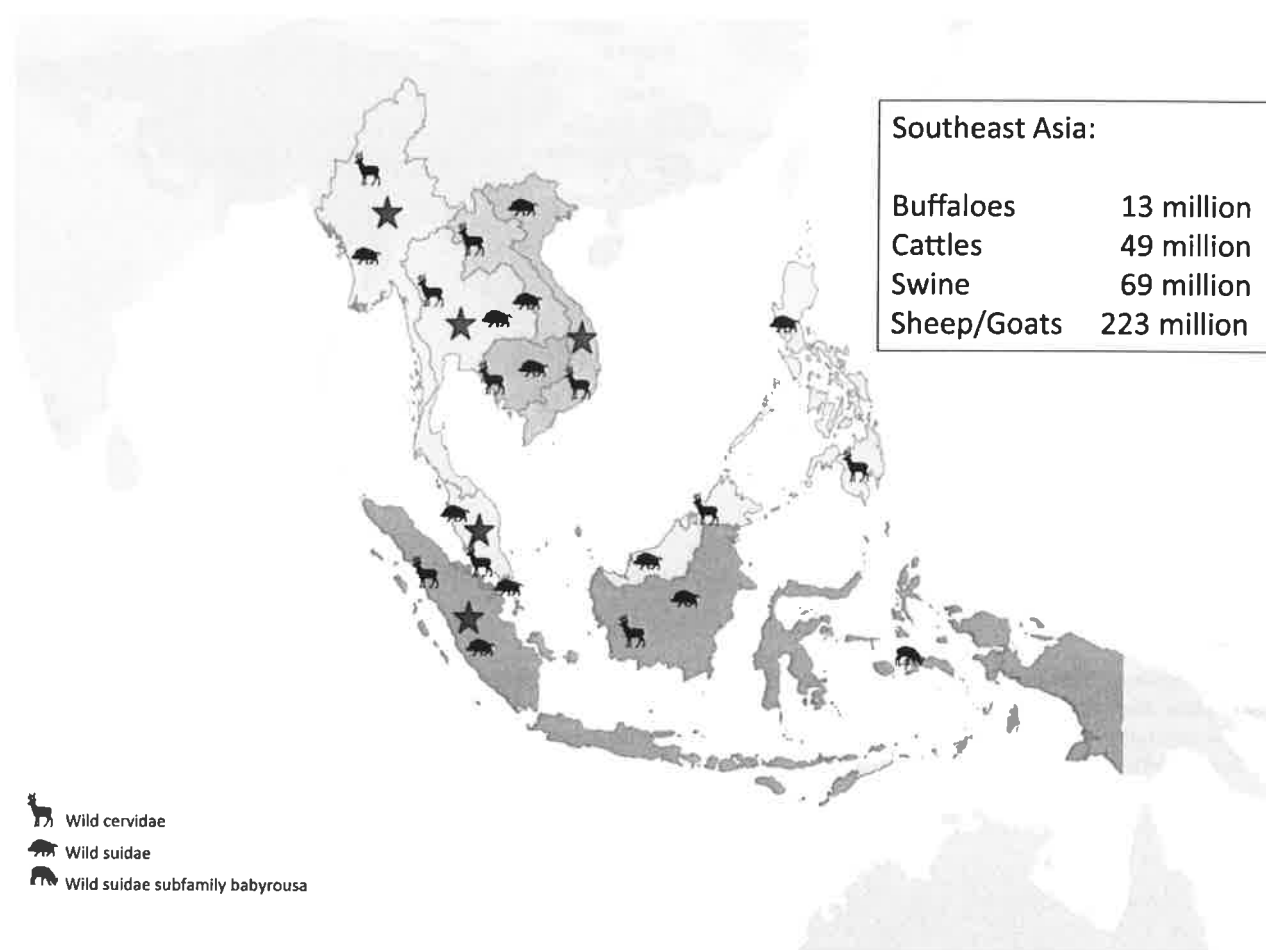 Southeast Asia:
Buffaloes 13 million
Cattles 49 million
Swine 69 million
Sheep/Goats 223 million
Wild cervidae
Wild suidae
Wild suidae subfamily babyrousa